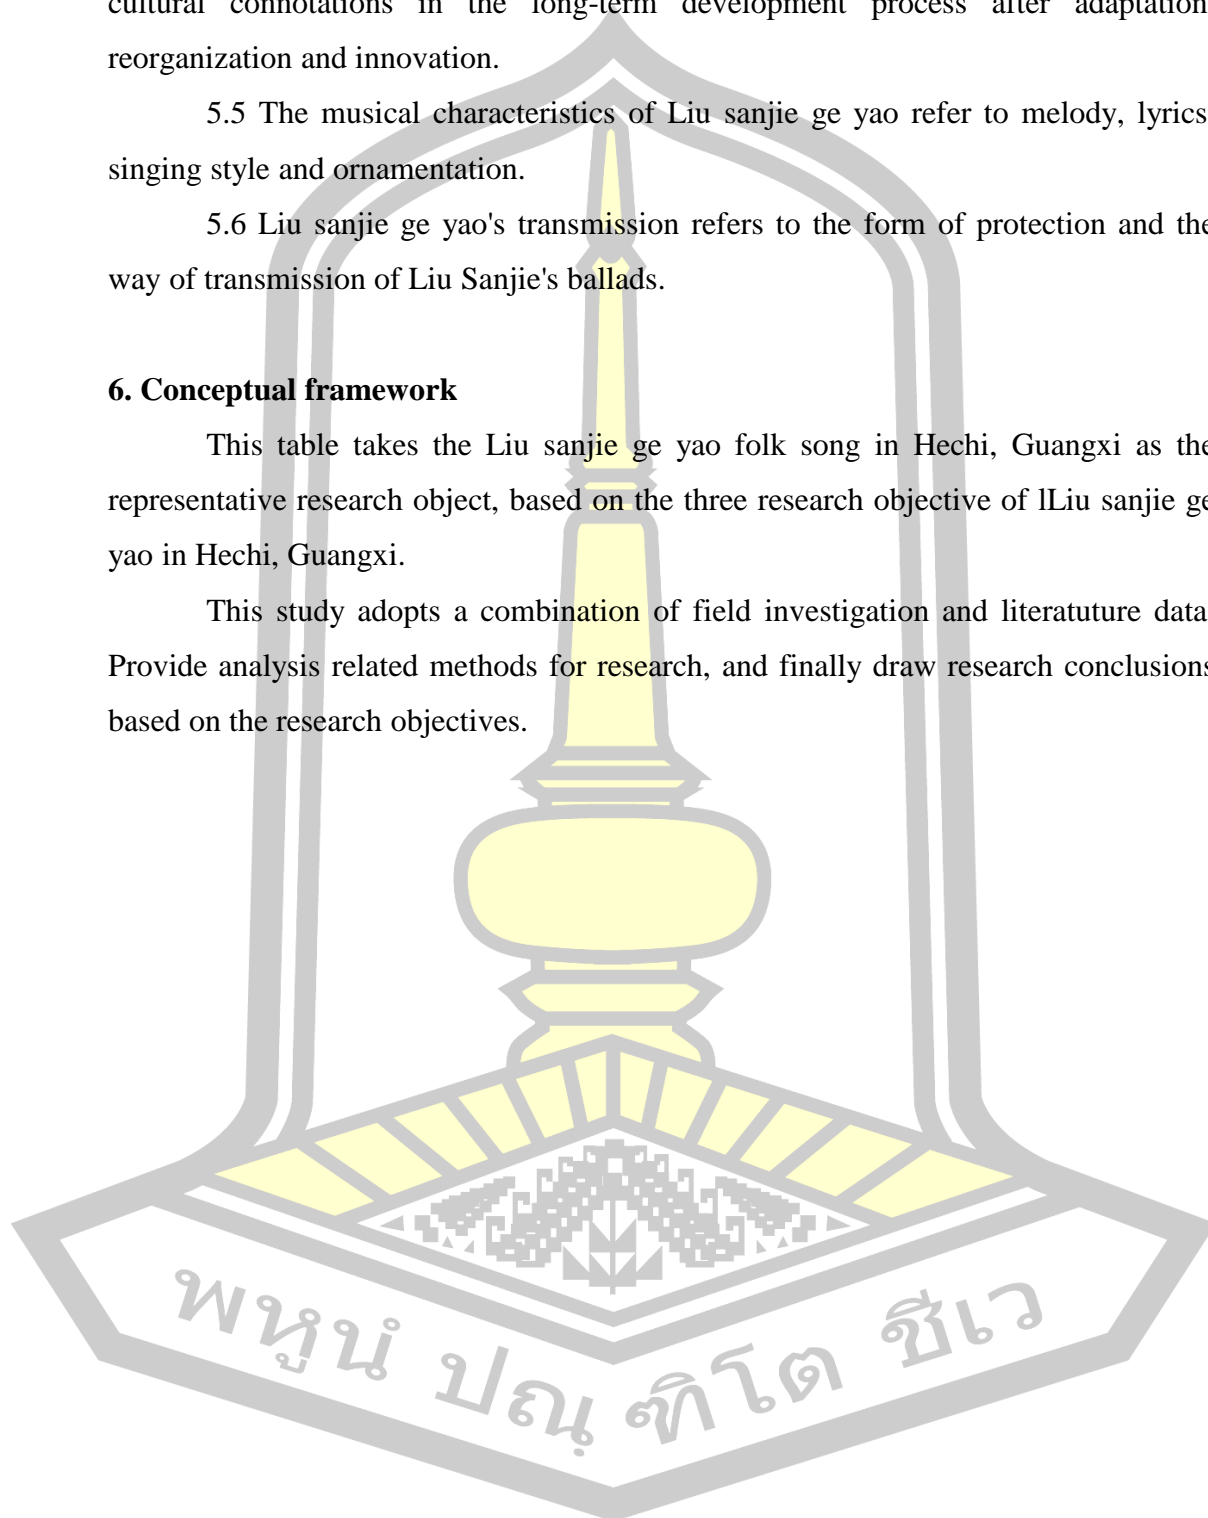 cultural connotations in the long-term development process after adaptation
reorganization and innovation.
5.5 The musical characteristics of Liu sanjie ge yao refer to melody, lyrics
singing style and ornamentation.
5.6 Liu sanjie ge yao's transmission refers to the form of protection and the
way of transmission of Liu Sanjie's ballads.
6. Conceptual framework
This table takes the Liu sanjie ge yao folk song in Hechi, Guangxi as the
representative research object, based on the three research objective of lLiu sanjie ge
yao in Hechi, Guangxi.
This study adopts a combination of field investigation and literatuture data
Provide analysis related methods for research, and finally draw research conclusions
based on the research objectives.
พหูนํ ปณฺฑิโต ชีเว